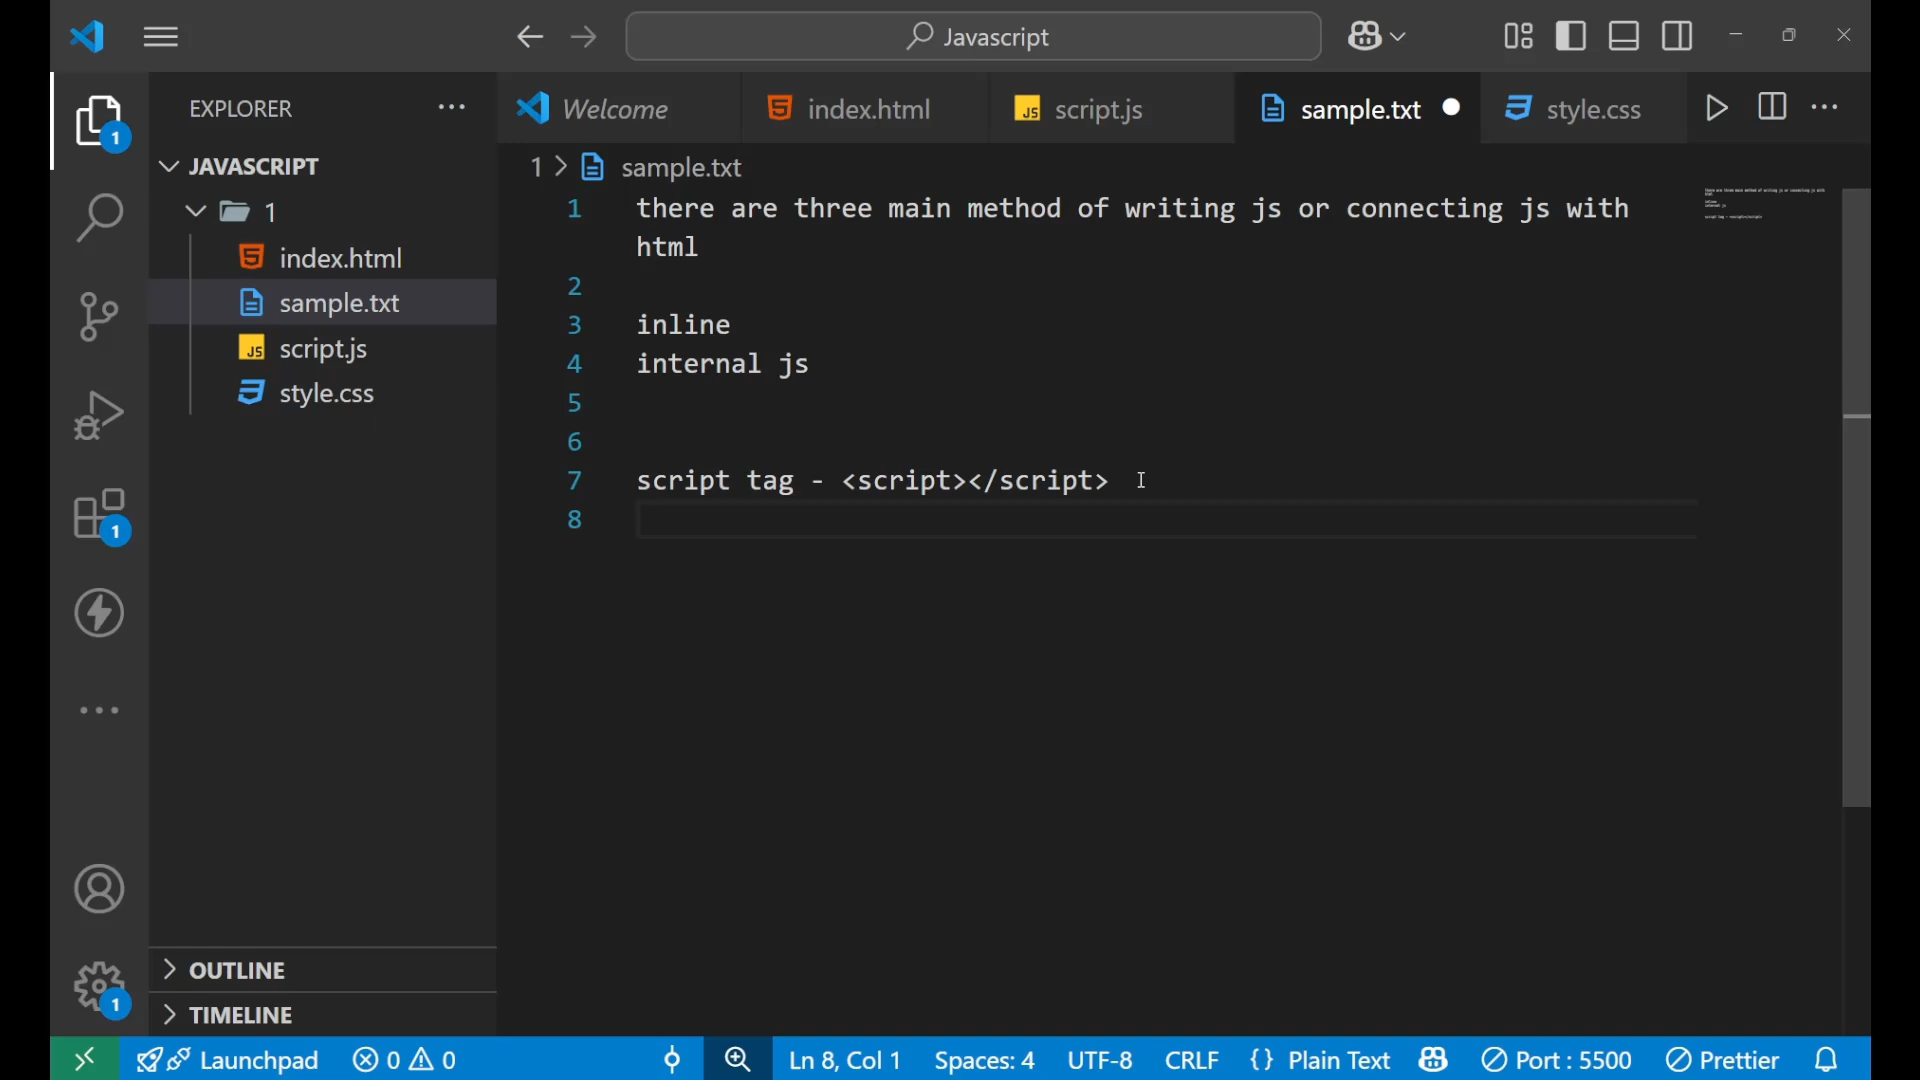 Javascript
EXPLORER
Welcome
index.html
script.js
sample.txt
style.css
1
JAVASCRIPT
1 > sample.txt
1
index.html
sample.txt
script.js
style.css
1 there are three main method of writing js or connecting js with
html
2
3 inline
4 internal js
5
6
7 script tag - <script></script>
8
1
OUTLINE
1
TIMELINE
Launchpad
0
0
Ln 8, Col 1
Spaces: 4
UTF-8
CRLF
{} Plain Text
Port : 5500
Prettier